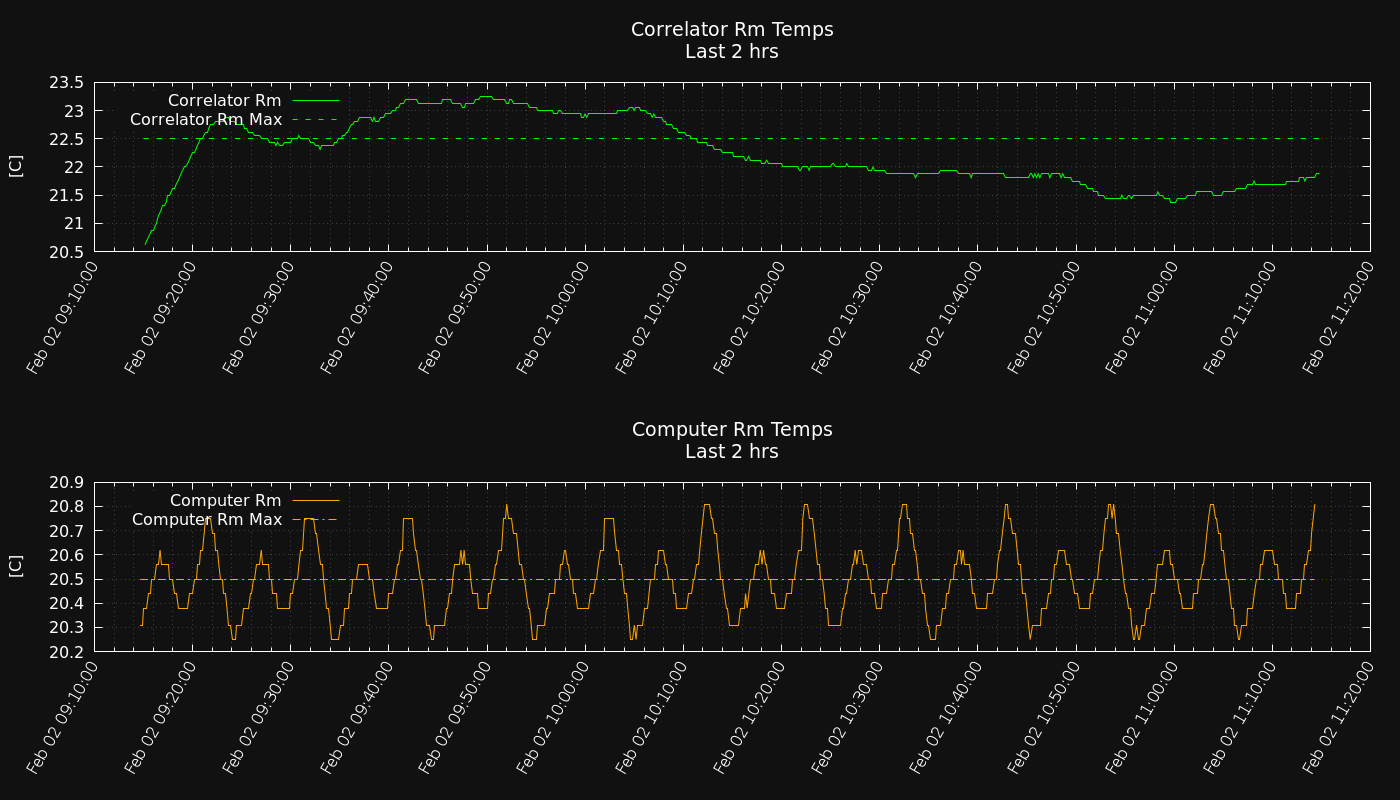 Correlator Rm Temps
Last 2 hrs
23.5
23
22.5
22
21.5
21
20.5
[C]
Correlator Rm
Correlator Rm Max
Feb 02 09:10:00
Feb 02 09:20:00
Feb 02 09:30:00
Feb 02 09:40:00
Feb 02 09:50:00
Feb 02 10:00:00
Feb 02 10:10:00
Feb 02 10:20:00
Feb 02 10:30:00
Feb 02 10:40:00
Feb 02 10:50:00
Feb 02 11:00:00
Feb 02 11:10:00
Feb 02 11:20:00
Computer Rm Temps
Last 2 hrs
20.9
20.8
20.7
20.6
20.5
20.4
20.3
20.2
[C]
Computer Rm
Computer Rm Max
Feb 02 09:10:00
Feb 02 09:20:00
Feb 02 09:30:00
Feb 02 09:40:00
Feb 02 09:50:00
Feb 02 10:00:00
Feb 02 10:10:00
Feb 02 10:20:00
Feb 02 10:30:00
Feb 02 10:40:00
Feb 02 10:50:00
Feb 02 11:00:00
Feb 02 11:10:00
Feb 02 11:20:00